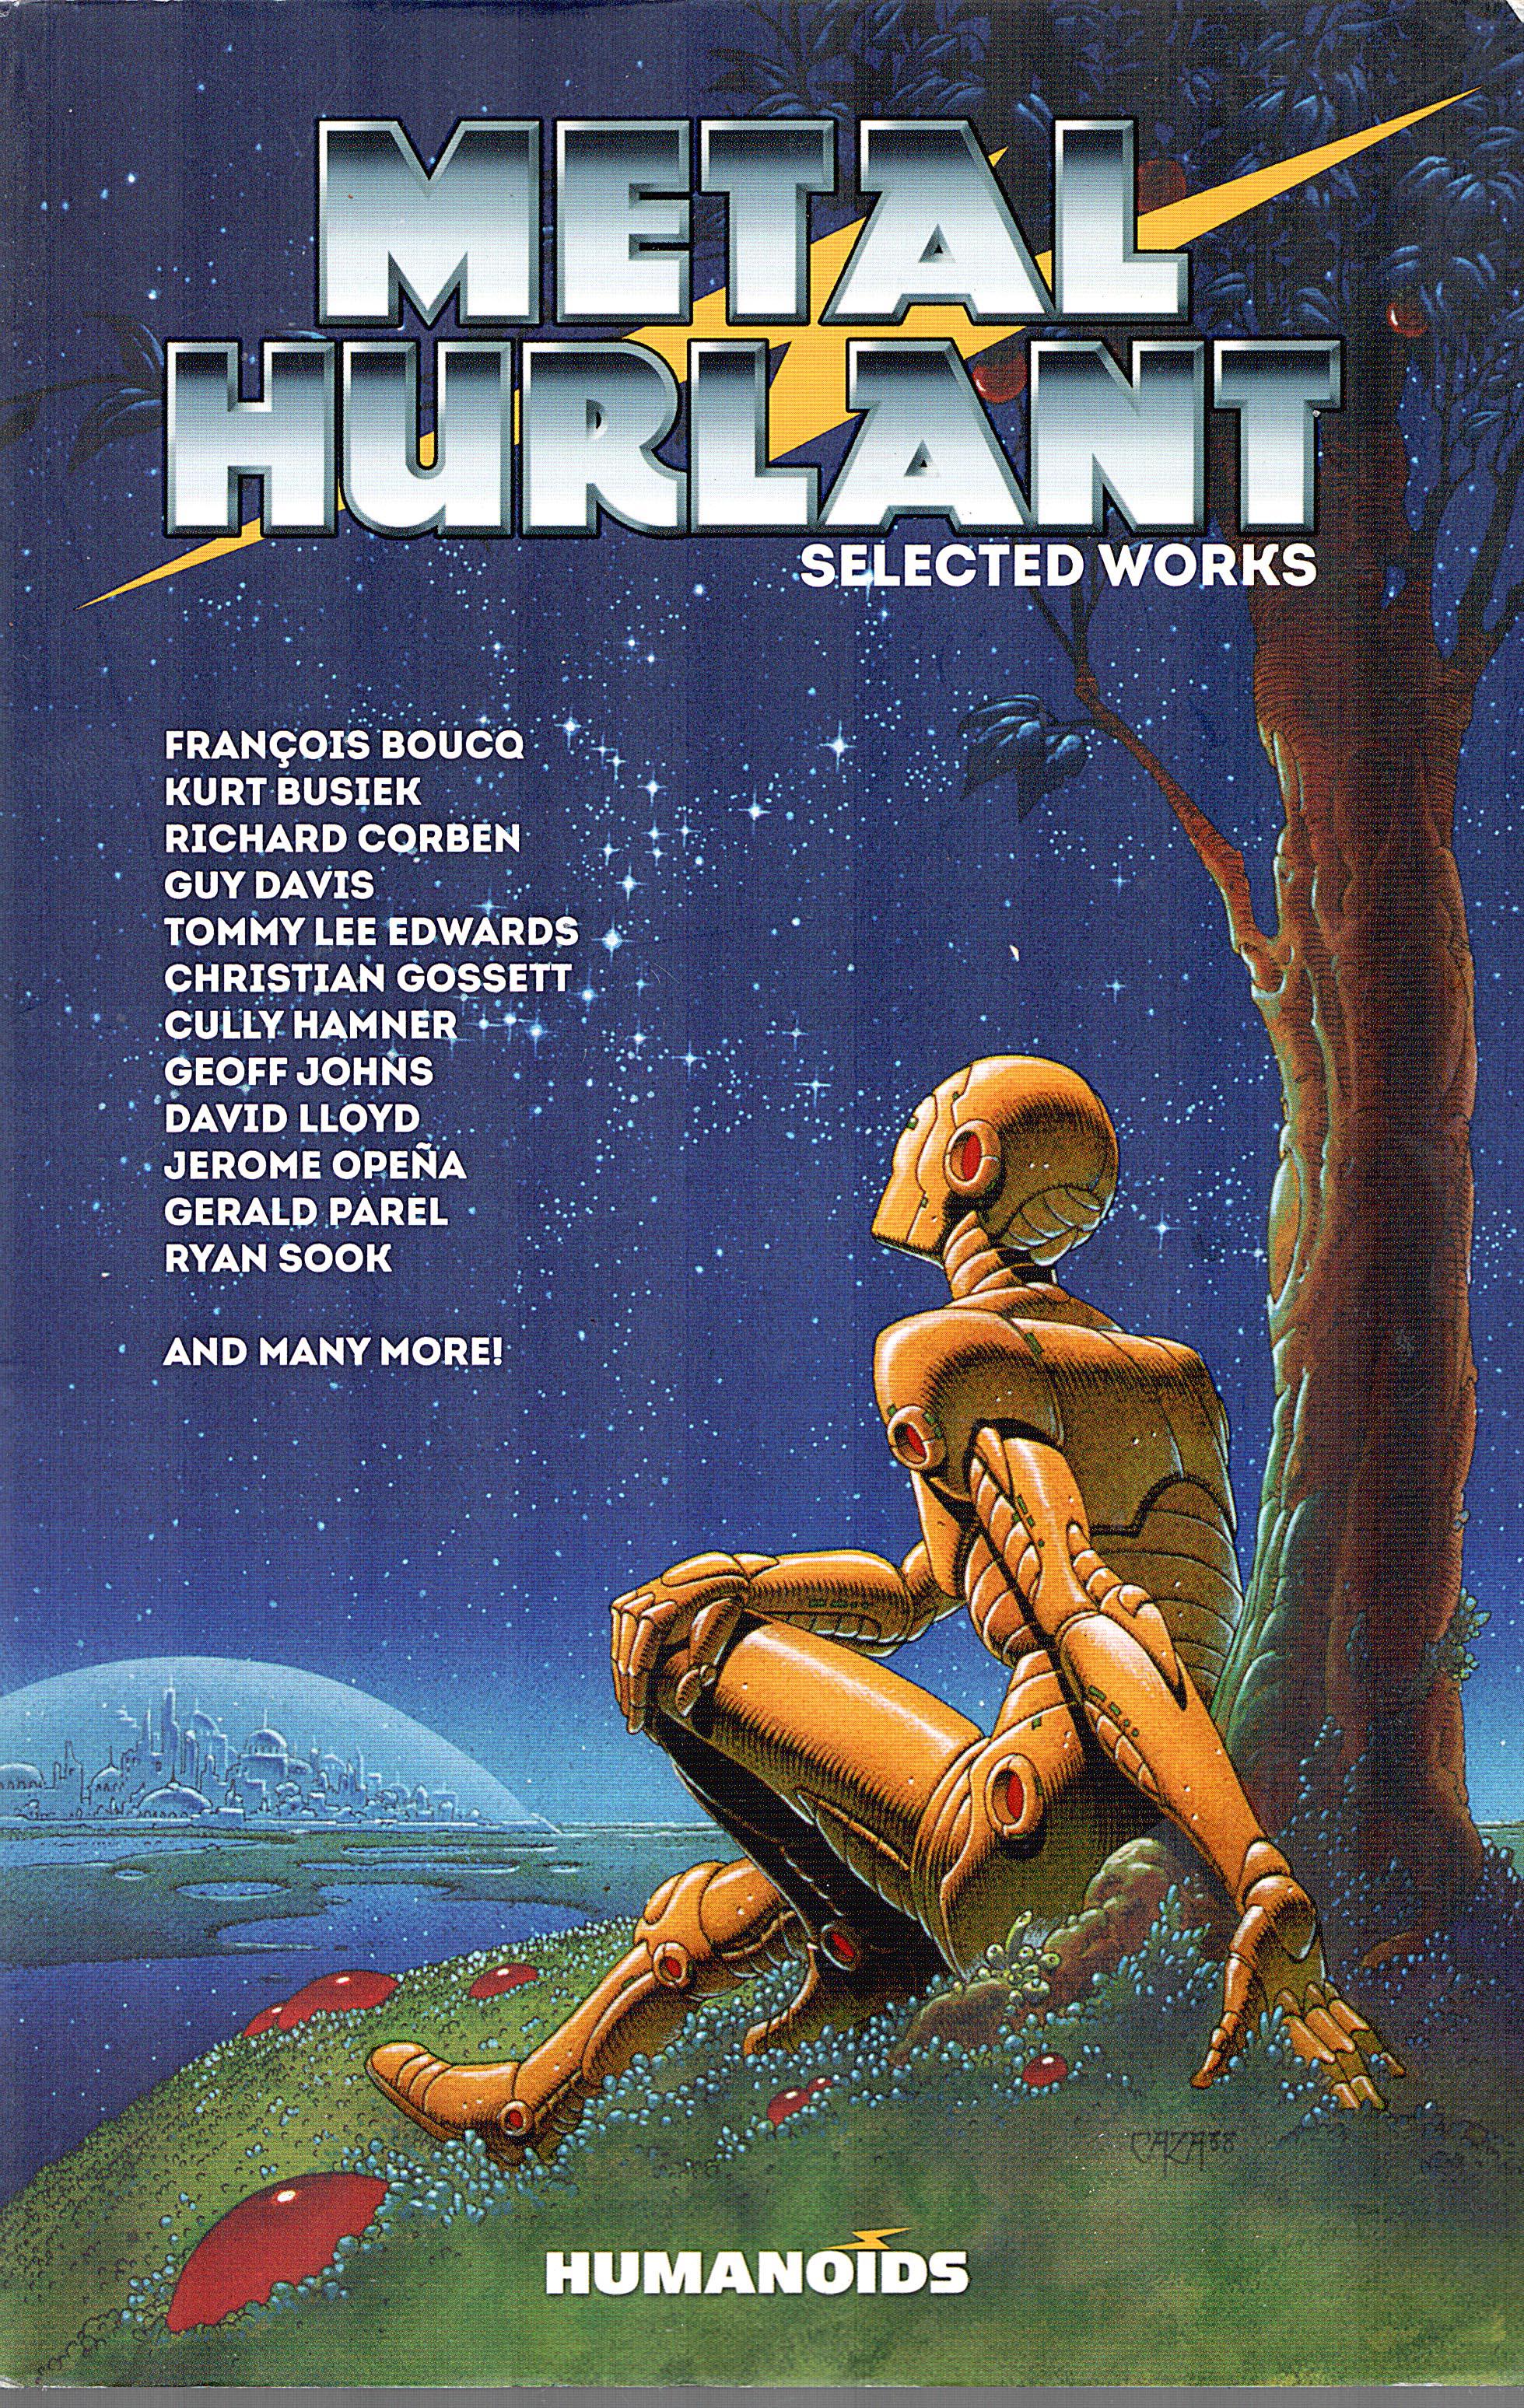 METAL
HURLANT
SELECTED WORKS
FRANÇOIS BOUCQ
KURT BUSIEK
RICHARD CORBEN
GUY DAVIS
TOMMY LEE EDWARDS
CHRISTIAN GOSSETT
CULLY HAMNER
GEOFF JOHNS
DAVID LLOYD
JEROME OPEÑA
GERALD PAREL
RYAN SOOK
AND MANY MORE!
CAZA 88
HUMANOIDS